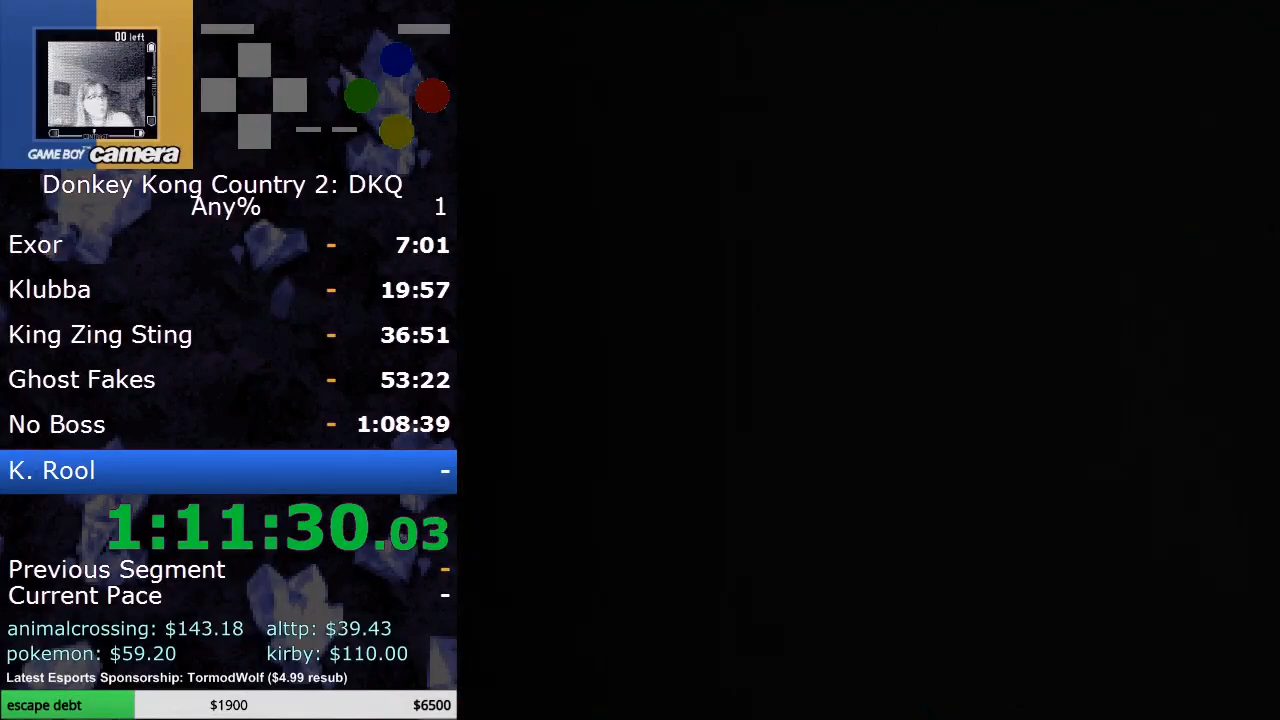 00 left
CONTRAST
GAME BOY camera
Donkey Kong Country 2: DKQ
Any% 1
Exor - 7:01
Klubba - 19:57
King Zing Sting - 36:51
Ghost Fakes - 53:22
No Boss - 1:08:39
K. Rool -
1:11:30.03
Previous Segment -
Current Pace -
animalcrossing: $143.18 alttp: $39.43
pokemon: $59.20 kirby: $110.00
Latest Esports Sponsorship: TormodWolf ($4.99 resub)
escape debt $1900 $6500